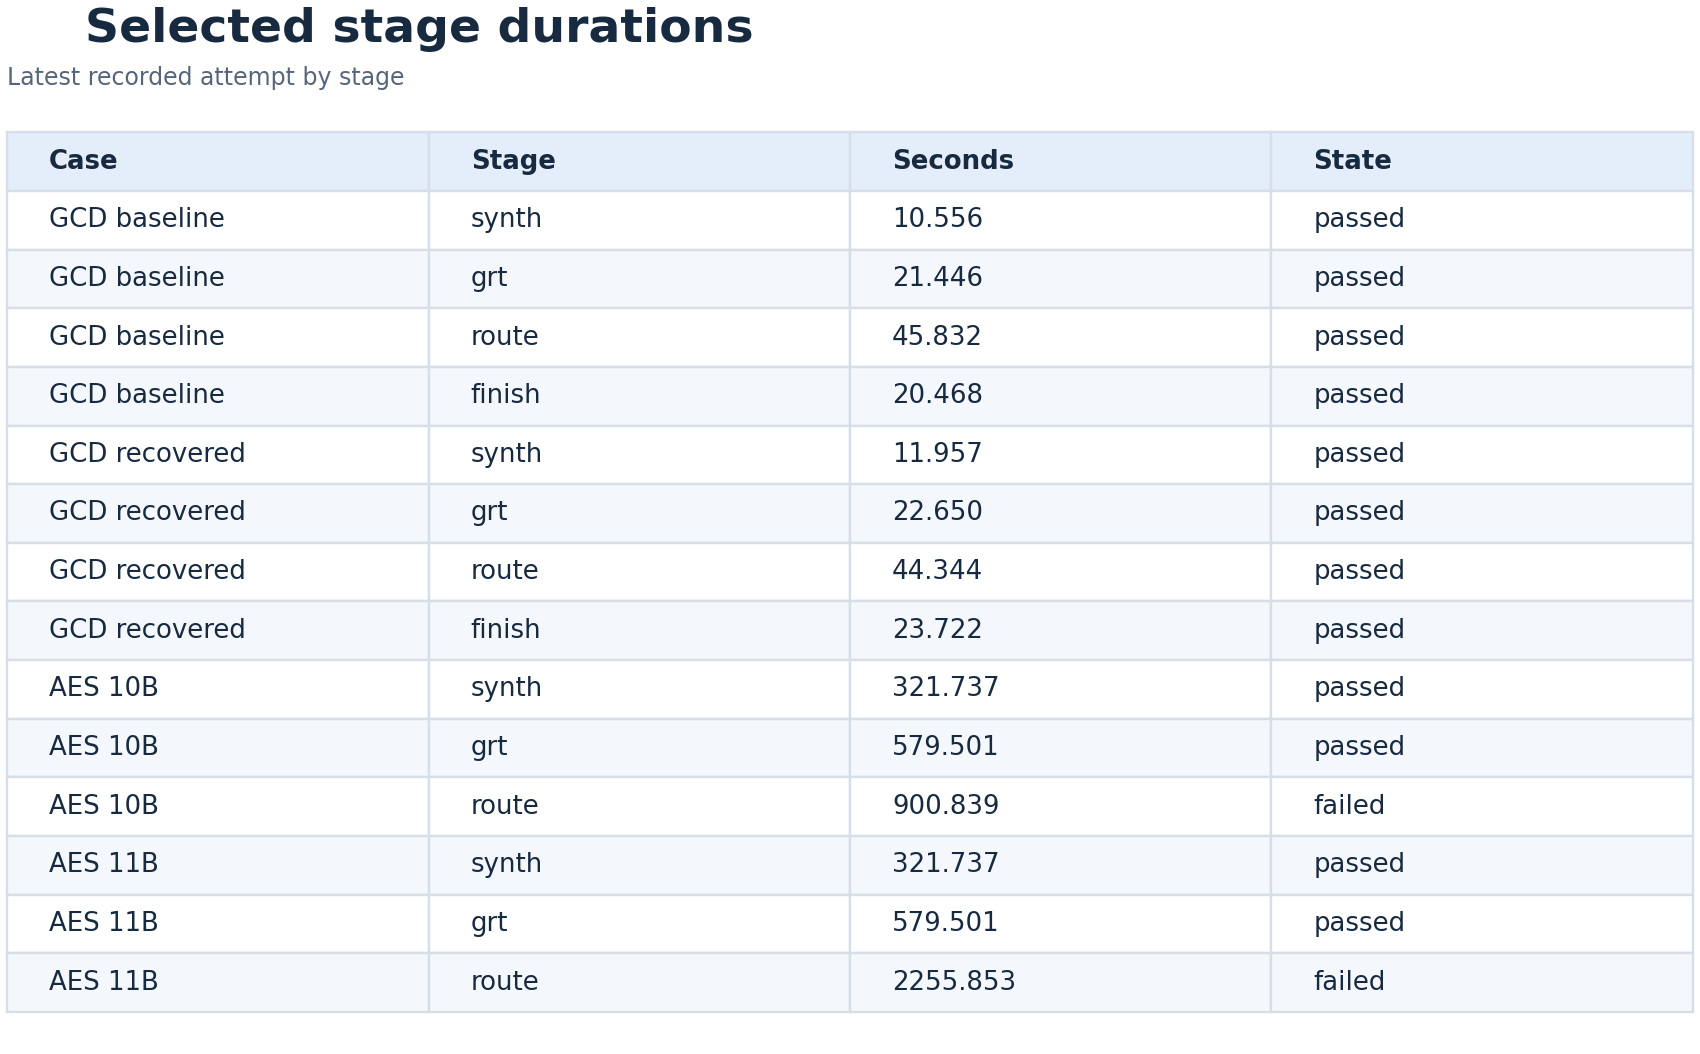 Selected stage durations
Latest recorded attempt by stage
Case Stage Seconds State
GCD baseline synth 10.556 passed
GCD baseline grt 21.446 passed
GCD baseline route 45.832 passed
GCD baseline finish 20.468 passed
GCD recovered synth 11.957 passed
GCD recovered grt 22.650 passed
GCD recovered route 44.344 passed
GCD recovered finish 23.722 passed
AES 10B synth 321.737 passed
AES 10B grt 579.501 passed
AES 10B route 900.839 failed
AES 11B synth 321.737 passed
AES 11B grt 579.501 passed
AES 11B route 2255.853 failed